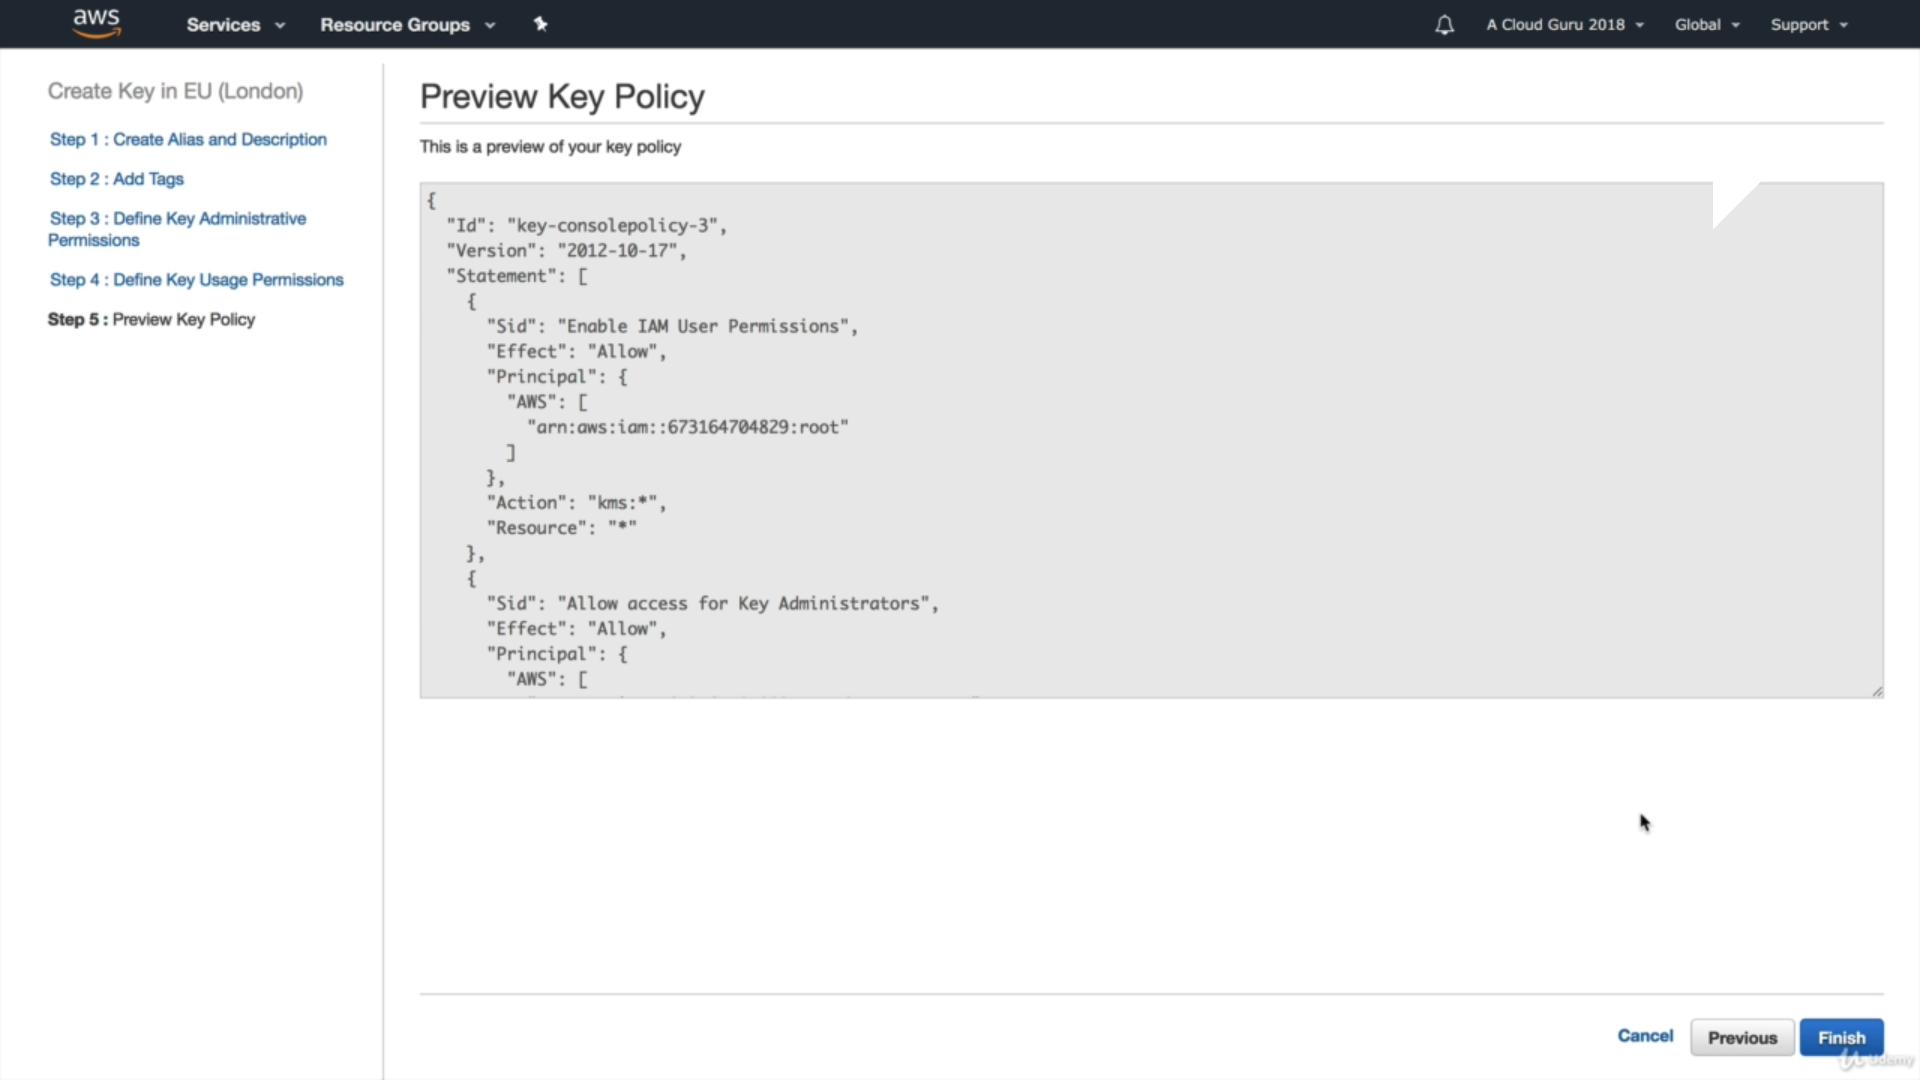 aws
Services
Resource Groups
A Cloud Guru 2018
Global
Support
Create Key in EU (London)
Step 1 : Create Alias and Description
Step 2 : Add Tags
Step 3 : Define Key Administrative
Permissions
Step 4 : Define Key Usage Permissions
Step 5 : Preview Key Policy
Preview Key Policy
This is a preview of your key policy
{
"Id": "key-consolepolicy-3",
"Version": "2012-10-17",
"Statement": [
{
"Sid": "Enable IAM User Permissions",
"Effect": "Allow",
"Principal": {
"AWS": [
"arn:aws:iam::673164704829:root"
]
},
"Action": "kms:*",
"Resource": "*"
},
{
"Sid": "Allow access for Key Administrators",
"Effect": "Allow",
"Principal": {
"AWS": [
Cancel
Previous
Finish
Udemy